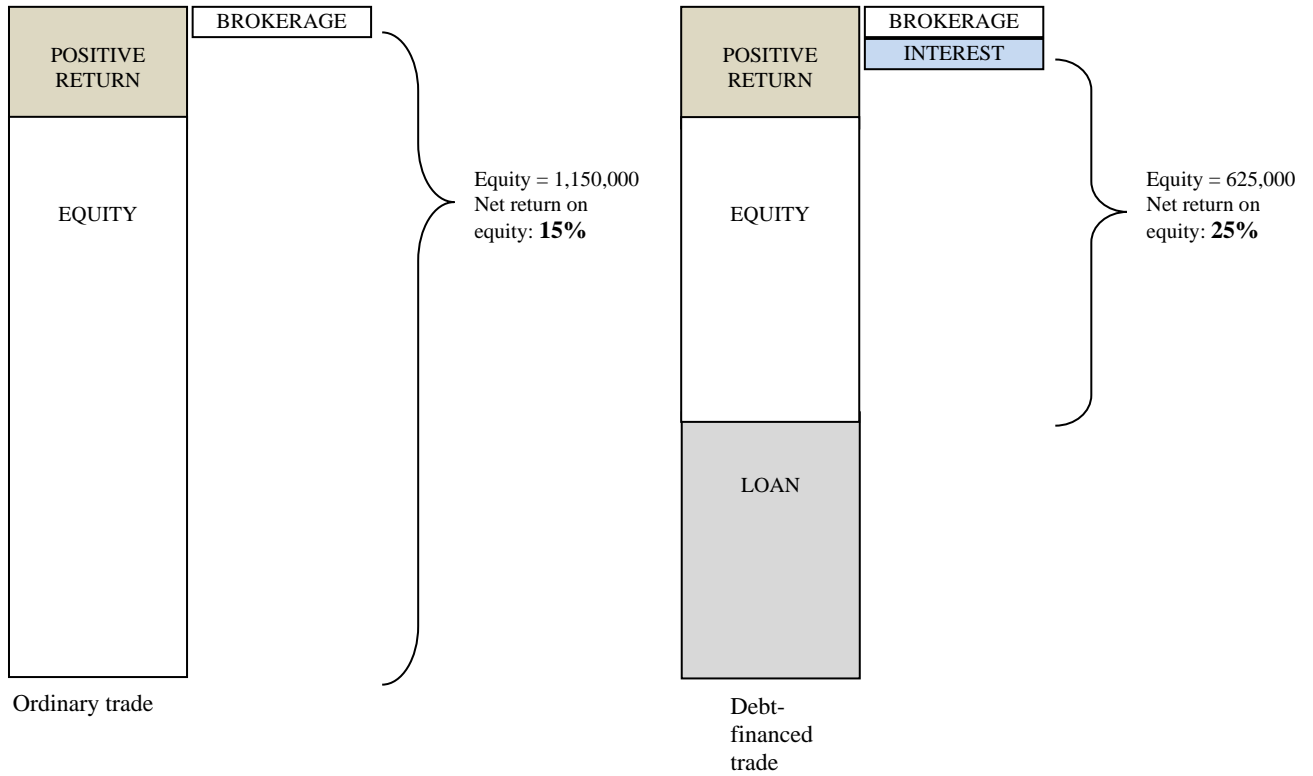 POSITIVE
RETURN
BROKERAGE
EQUITY
Equity = 1,150,000
Net return on
equity: 15%
Ordinary trade
POSITIVE
RETURN
BROKERAGE
INTEREST
EQUITY
Equity = 625,000
Net return on
equity: 25%
LOAN
Debt-
financed
trade